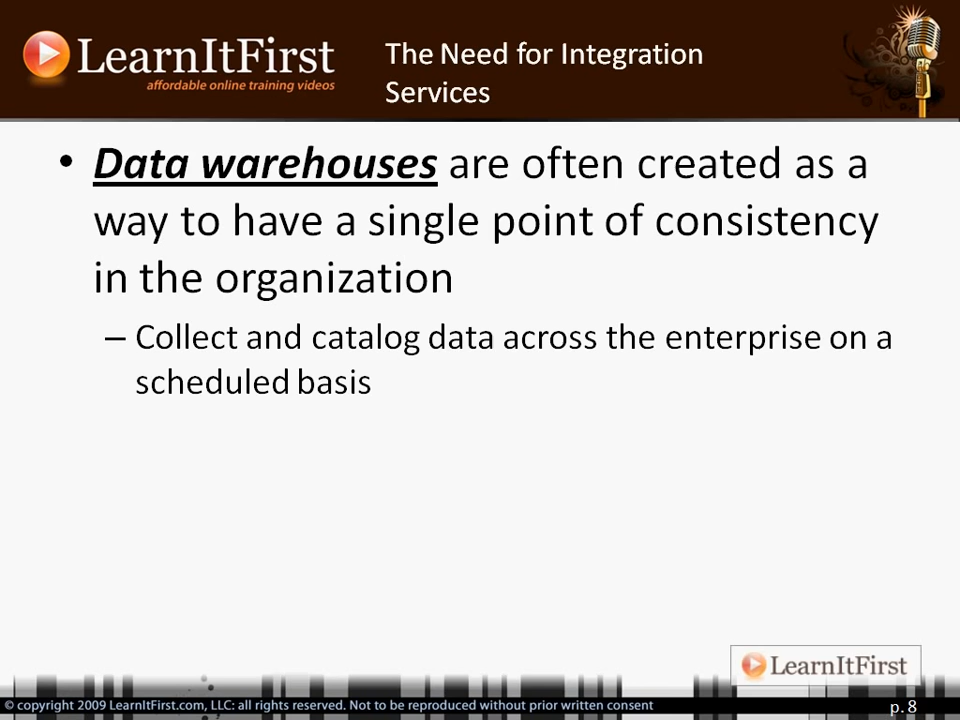 LearnItFirst
affordable online training videos
The Need for Integration
Services
• Data warehouses are often created as a
way to have a single point of consistency
in the organization
– Collect and catalog data across the enterprise on a
scheduled basis
LearnItFirst
© copyright 2009 LearnItFirst.com, LLC: all rights reserved. Not to be reproduced without prior written consent
p. 8